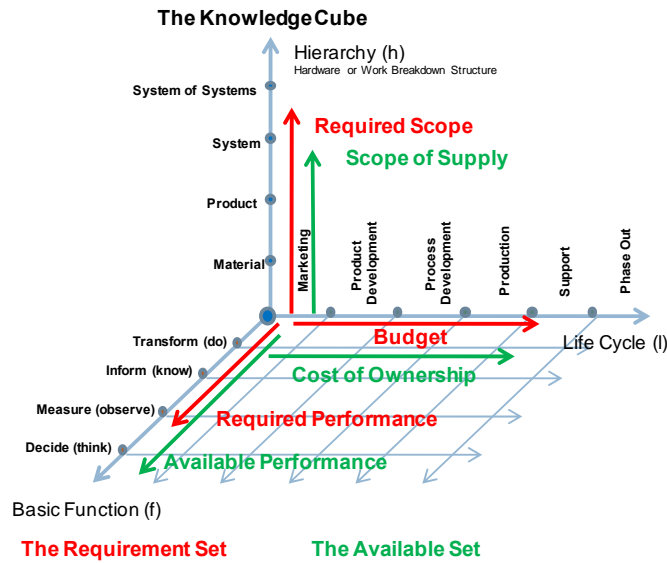 The Knowledge Cube
Hierarchy (h)
Hardware or Work Breakdown Structure
System of Systems
Required Scope
System
Scope of Supply
Product
Material
Marketing
Product
Development
Process
Development
Production
Support
Phase Out
Transform (do)
Budget
Life Cycle (l)
Inform (know)
Cost of Ownership
Measure (observe)
Required Performance
Decide (think)
Available Performance
Basic Function (f)
The Requirement Set
The Available Set